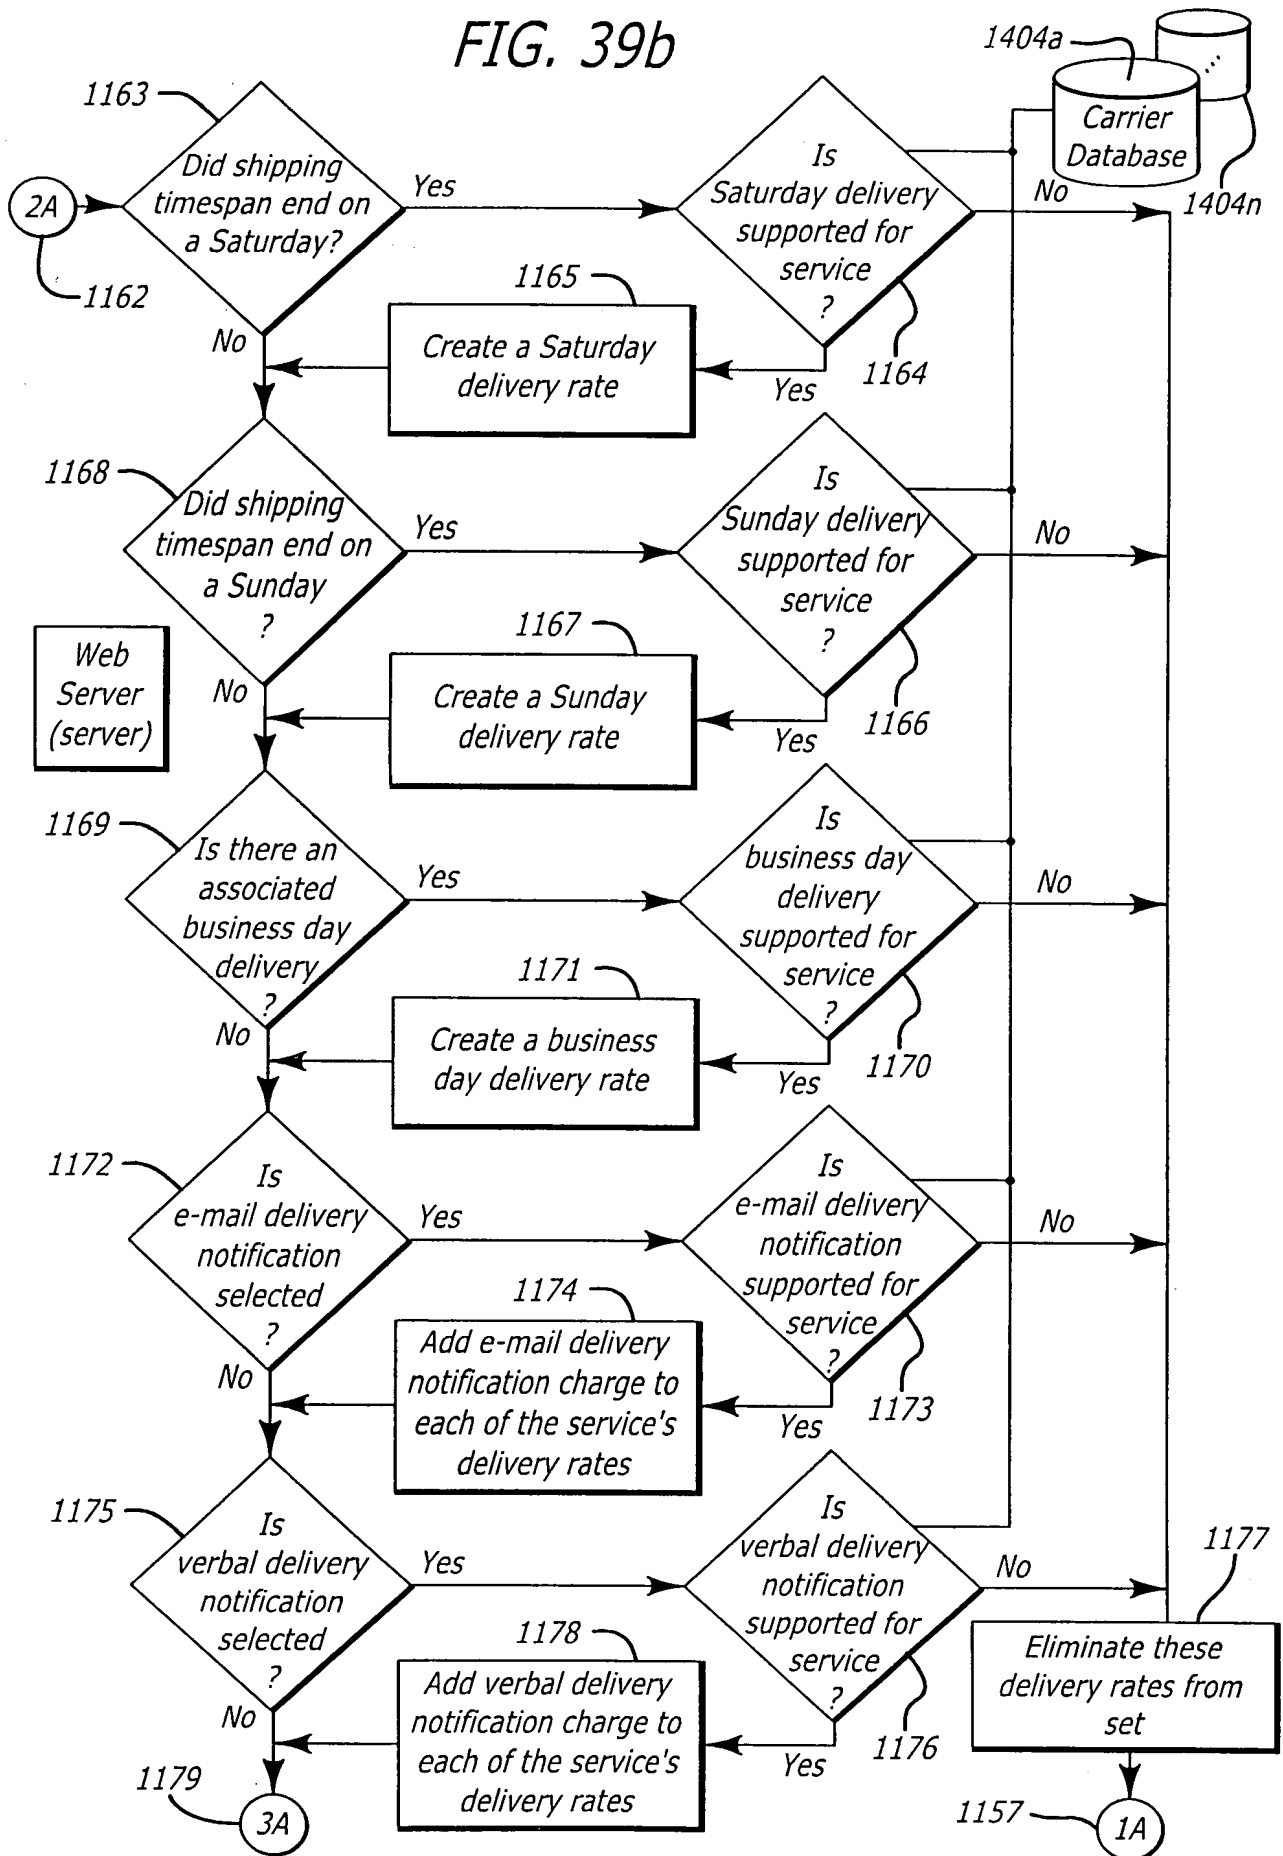 FIG. 39b
1404a
Carrier
Database
1404n
1163
Did shipping
timespan end on
a Saturday?
Yes
Is
Saturday delivery
supported for
service
?
No
2A
1162
1165
Create a Saturday
delivery rate
No
Yes
1164
1168
Did shipping
timespan end on
a Sunday
?
Yes
Is
Sunday delivery
supported for
service
?
No
Web
Server
(server)
1167
Create a Sunday
delivery rate
No
Yes
1166
1169
Is there an
associated
business day
delivery
?
Yes
Is
business day
delivery
supported for
service
?
No
1171
Create a business
day delivery rate
No
Yes
1170
1172
Is
e-mail delivery
notification
selected
?
Yes
Is
e-mail delivery
notification
supported for
service
?
No
1174
Add e-mail delivery
notification charge to
each of the service's
delivery rates
No
Yes
1173
1175
Is
verbal delivery
notification
selected
?
Yes
Is
verbal delivery
notification
supported for
service
?
No
1177
Eliminate these
delivery rates from
set
1178
Add verbal delivery
notification charge to
each of the service's
delivery rates
No
Yes
1176
1179
3A
1157
1A